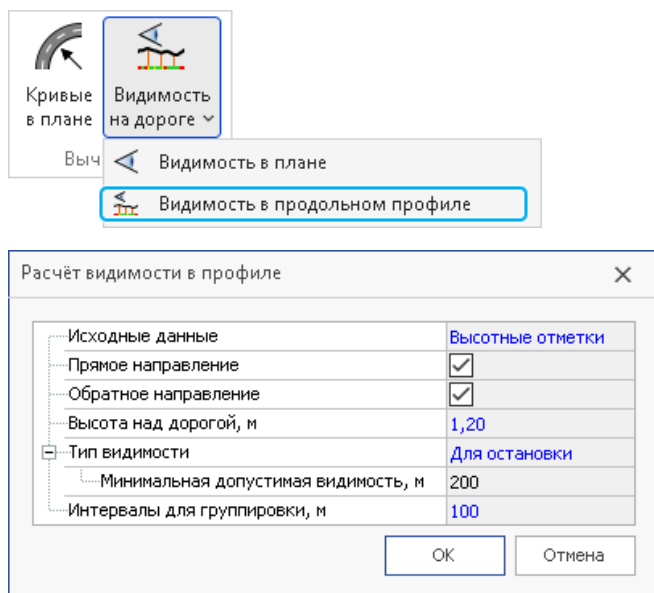 Кривые
в плане
Видимость
на дороге
Выч
Видимость в плане
Видимость в продольном профиле
Расчёт видимости в профиле
Исходные данные Высотные отметки
Прямое направление
Обратное направление
Высота над дорогой, м 1,20
Тип видимости Для остановки
Минимальная допустимая видимость, м 200
Интервалы для группировки, м 100
ОК Отмена